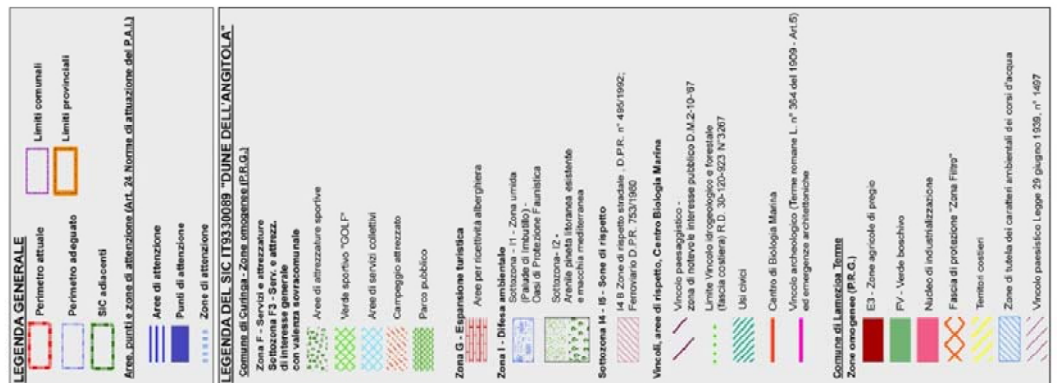 LEGENDA GENERALE
Perimetro attuale
Perimetro adeguato
SIC adiacenti
Limiti comunali
Limiti provinciali
Aree, punti e zone di attenzione (Art. 24 Norme di attuazione del P.A.I.)
Aree di attenzione
Punti di attenzione
Zone di attenzione
LEGENDA DEL SIC IT9330089 "DUNE DELL'ANGITOLA"
Comune di Curinga - Zone omogenee (P.R.G.)
Zona F - Servizi e attrezzature
Sottozona F3 - Serv. e attrezz.
di interesse generale
con valenza sovracomunale
Aree di attrezzature sportive
Verde sportivo "GOLF"
Aree di servizi collettivi
Campeggio attrezzato
Parco pubblico
Zona G - Espansione turistica
Aree per ricettività alberghiera
Zona I - Difesa ambientale
Sottozona - I1 - Zona umida
(Palude di Imbutillo) -
Oasi di Protezione Faunistica
Sottozona - I2 -
Arenile pineta litoranea esistente
e macchia mediterranea
Sottozona I4 - I5 - Sone di rispetto
I4 B Zone di rispetto stradale , D.P.R. n° 495/1992;
Ferroviario D.P.R. 753/1980
Vincoli, aree di rispetto, Centro Biologia Marina
Vincolo paesaggistico -
zona di notevole interesse pubblico D.M.2-10-'67
Limite Vincolo idrogeologico e forestale
(fascia costiera) R.D. 30-120-923 N°3267
Usi civici
Centro di Biologia Marina
Vincolo archeologico (Terme romane L. n° 364 del 1909 - Art.5)
ed emergenze architettoniche
Comune di Lamezia Terme
Zone omogenee (P.R.G.)
E3 - Zone agricole di pregio
PV - Verde boschivo
Nucleo di industrializzazione
Fascia di protezione "Zona Filtro"
Territori costieri
Zone di tutela dei caratteri ambientali dei corsi d'acqua
Vincolo paesistico Legge 29 giugno 1939, n° 1497